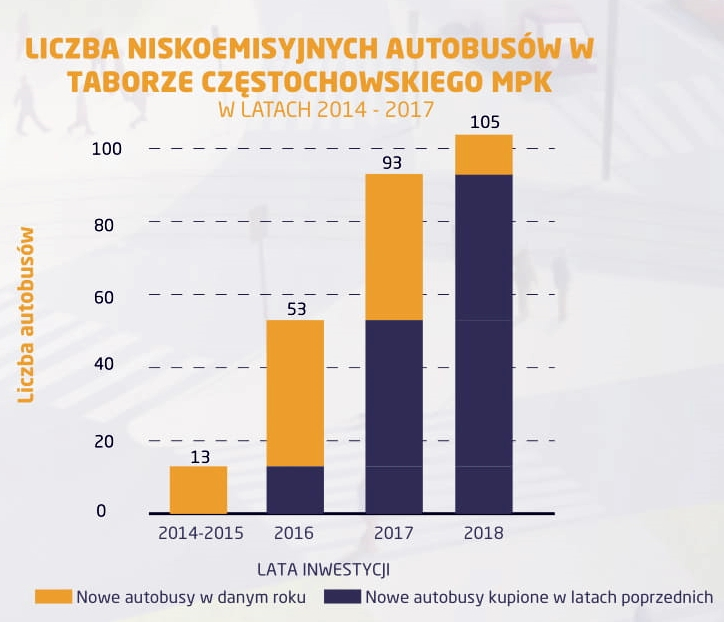 LICZBA NISKOEMISYJNYCH AUTOBUSÓW W
TABORZE CZĘSTOCHOWSKIEGO MPK
W LATACH 2014 - 2017
105
100
93
80
Liczba autobusów
60
53
40
20
13
0
2014-2015 2016 2017 2018
LATA INWESTYCJI
Nowe autobusy w danym roku Nowe autobusy kupione w latach poprzednich